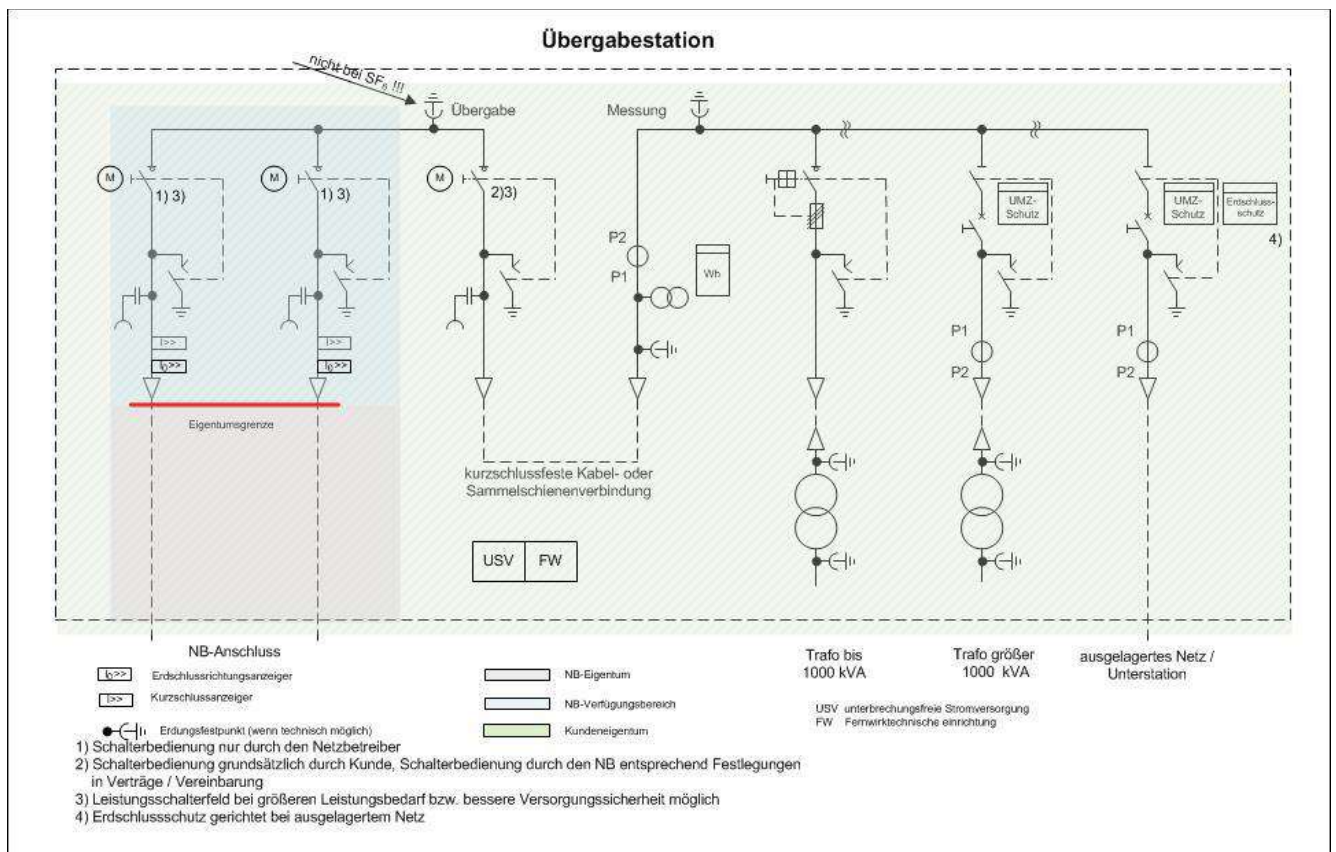 Übergabestation
nicht bei SF6 !!!
Übergabe
Messung
M
1) 3)
M
1) 3)
M
2)3)
UMZ-
Schutz
UMZ-
Schutz
Erdschluss-
schutz
4)
P2
P1
Wh
I>>
I>>
I0>>
I0>>
P1
P2
P1
P2
Eigentumsgrenze
kurzschlussfeste Kabel- oder
Sammelschienenverbindung
USV
FW
NB-Anschluss
I0>> Erdschlussrichtungsanzeiger
I>> Kurzschlussanzeiger
Erdungsfestpunkt (wenn technisch möglich)
NB-Eigentum
NB-Verfügungsbereich
Kundeneigentum
Trafo bis
1000 kVA
Trafo größer
1000 kVA
ausgelagertes Netz /
Unterstation
USV unterbrechungsfreie Stromversorgung
FW Fernwirktechnische einrichtung
1) Schalterbedienung nur durch den Netzbetreiber
2) Schalterbedienung grundsätzlich durch Kunde, Schalterbedienung durch den NB entsprechend Festlegungen
in Verträge / Vereinbarung
3) Leistungsschalterfeld bei größeren Leistungsbedarf bzw. bessere Versorgungssicherheit möglich
4) Erdschlussschutz gerichtet bei ausgelagertem Netz